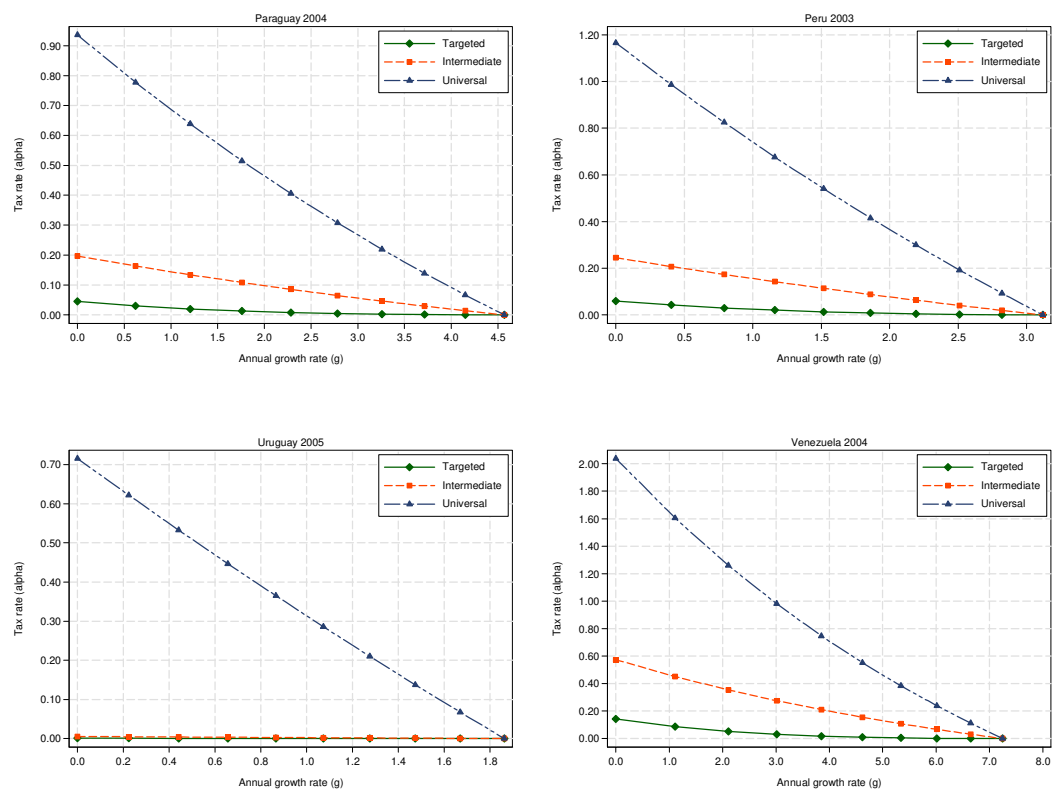 Paraguay 2004
Tax rate (alpha)
0.90
0.80
0.70
0.60
0.50
0.40
0.30
0.20
0.10
0.00
Targeted
Intermediate
Universal
0.0 0.5 1.0 1.5 2.0 2.5 3.0 3.5 4.0 4.5
Annual growth rate (g)
Peru 2003
Tax rate (alpha)
1.20
1.00
0.80
0.60
0.40
0.20
0.00
Targeted
Intermediate
Universal
0.0 0.5 1.0 1.5 2.0 2.5 3.0
Annual growth rate (g)
Uruguay 2005
Tax rate (alpha)
0.70
0.60
0.50
0.40
0.30
0.20
0.10
0.00
Targeted
Intermediate
Universal
0.0 0.2 0.4 0.6 0.8 1.0 1.2 1.4 1.6 1.8
Annual growth rate (g)
Venezuela 2004
Tax rate (alpha)
2.00
1.80
1.60
1.40
1.20
1.00
0.80
0.60
0.40
0.20
0.00
Targeted
Intermediate
Universal
0.0 1.0 2.0 3.0 4.0 5.0 6.0 7.0 8.0
Annual growth rate (g)